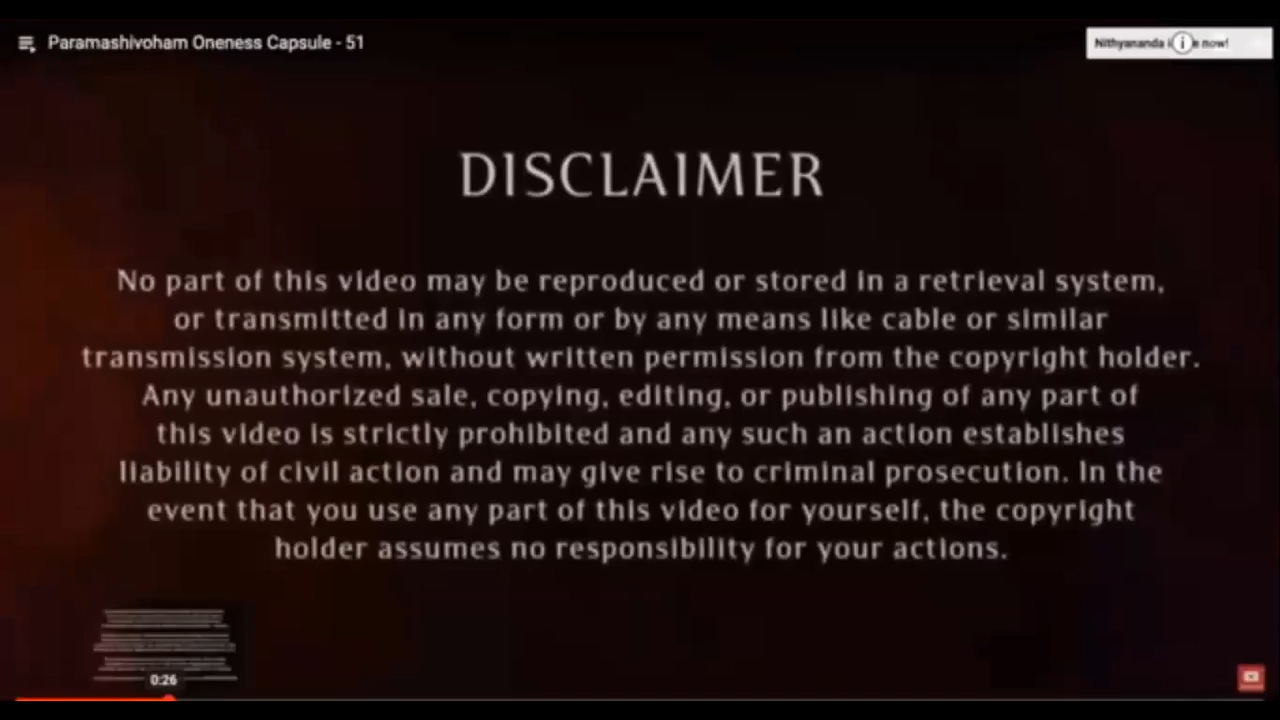 Paramashivoham Oneness Capsule - 51
Nithyananda now!
DISCLAIMER
No part of this video may be reproduced or stored in a retrieval system,
or transmitted in any form or by any means like cable or similar
transmission system, without written permission from the copyright holder.
Any unauthorized sale, copying, editing, or publishing of any part of
this video is strictly prohibited and any such an action establishes
liability of civil action and may give rise to criminal prosecution. In the
event that you use any part of this video for yourself, the copyright
holder assumes no responsibility for your actions.
0:26